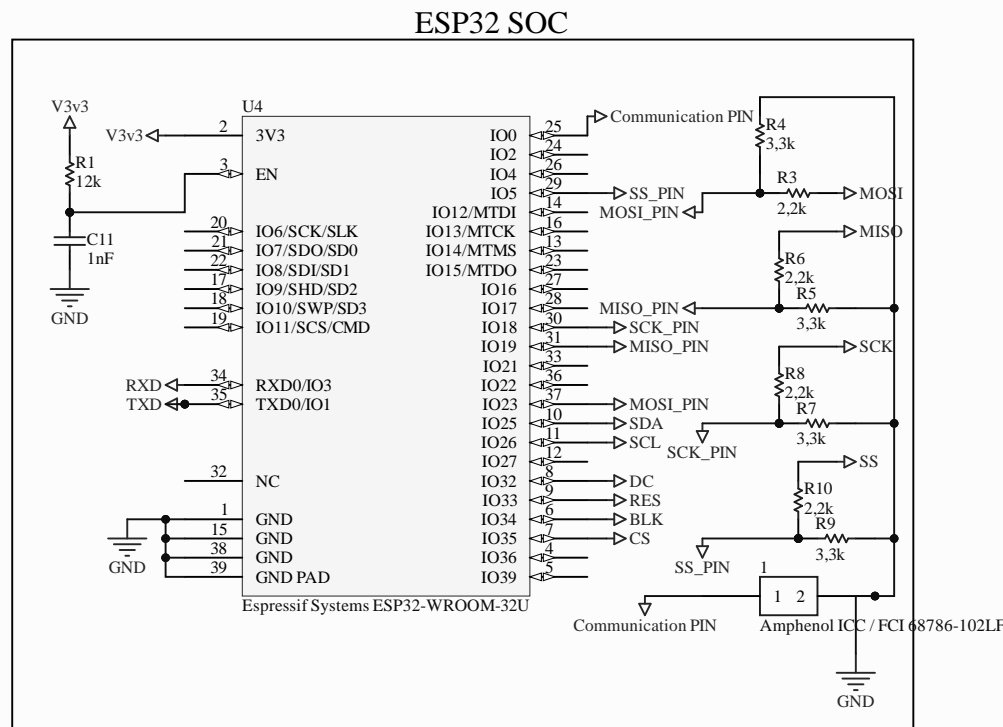 ESP32 SOC
V3v3
R1
12k
C11
1nF
GND
V3v3
U4
2 3V3
3 EN
20 IO6/SCK/SLK
21 IO7/SDO/SD0
22 IO8/SDI/SD1
17 IO9/SHD/SD2
18 IO10/SWP/SD3
19 IO11/SCS/CMD
RXD 34 RXD0/IO3
TXD 35 TXD0/IO1
32 NC
1 GND
15 GND
38 GND
39 GND PAD
GND
IO0 25 Communication PIN
IO2 24
IO4 26
IO5 29 SS_PIN
IO12/MTDI 14
IO13/MTCK 16
IO14/MTMS 13
IO15/MTDO 23
IO16 27
IO17 28
IO18 30 SCK_PIN
IO19 31 MISO_PIN
IO21 33
IO22 36
IO23 37 MOSI_PIN
IO25 10 SDA
IO26 11 SCL
IO27 12
IO32 8 DC
IO33 9 RES
IO34 6 BLK
IO35 7 CS
IO36 4
IO39 5
Espressif Systems ESP32-WROOM-32U
R4
3,3k
R3
2,2k
MOSI
MOSI_PIN
MISO
R6
2,2k
R5
3,3k
MISO_PIN
SCK
R8
2,2k
R7
3,3k
SCK_PIN
SS
R10
2,2k
R9
3,3k
SS_PIN
1
1 2
Communication PIN
Amphenol ICC / FCI 68786-102LF
GND